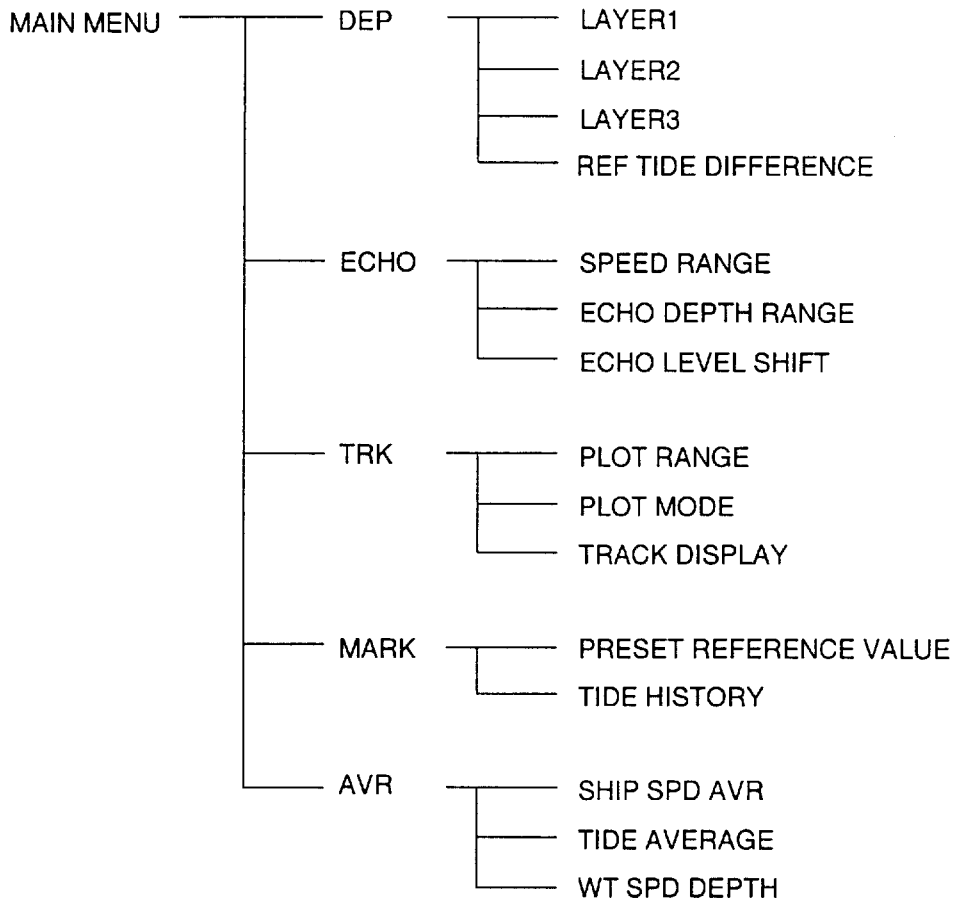 MAIN MENU
DEP
LAYER1
LAYER2
LAYER3
REF TIDE DIFFERENCE
ECHO
SPEED RANGE
ECHO DEPTH RANGE
ECHO LEVEL SHIFT
TRK
PLOT RANGE
PLOT MODE
TRACK DISPLAY
MARK
PRESET REFERENCE VALUE
TIDE HISTORY
AVR
SHIP SPD AVR
TIDE AVERAGE
WT SPD DEPTH